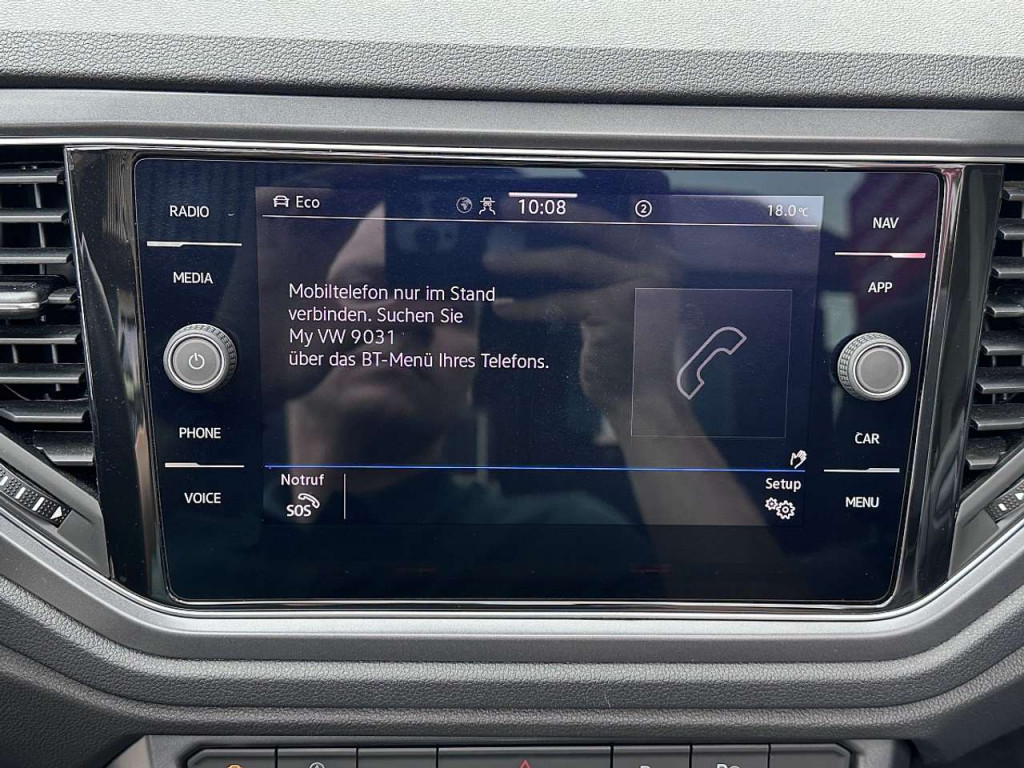 RADIO
MEDIA
PHONE
VOICE
Eco
10:08
2
18.0°C
Mobiltelefon nur im Stand
verbinden. Suchen Sie
My VW 9031
über das BT-Menü Ihres Telefons.
Notruf
SOS
Setup
NAV
APP
CAR
MENU